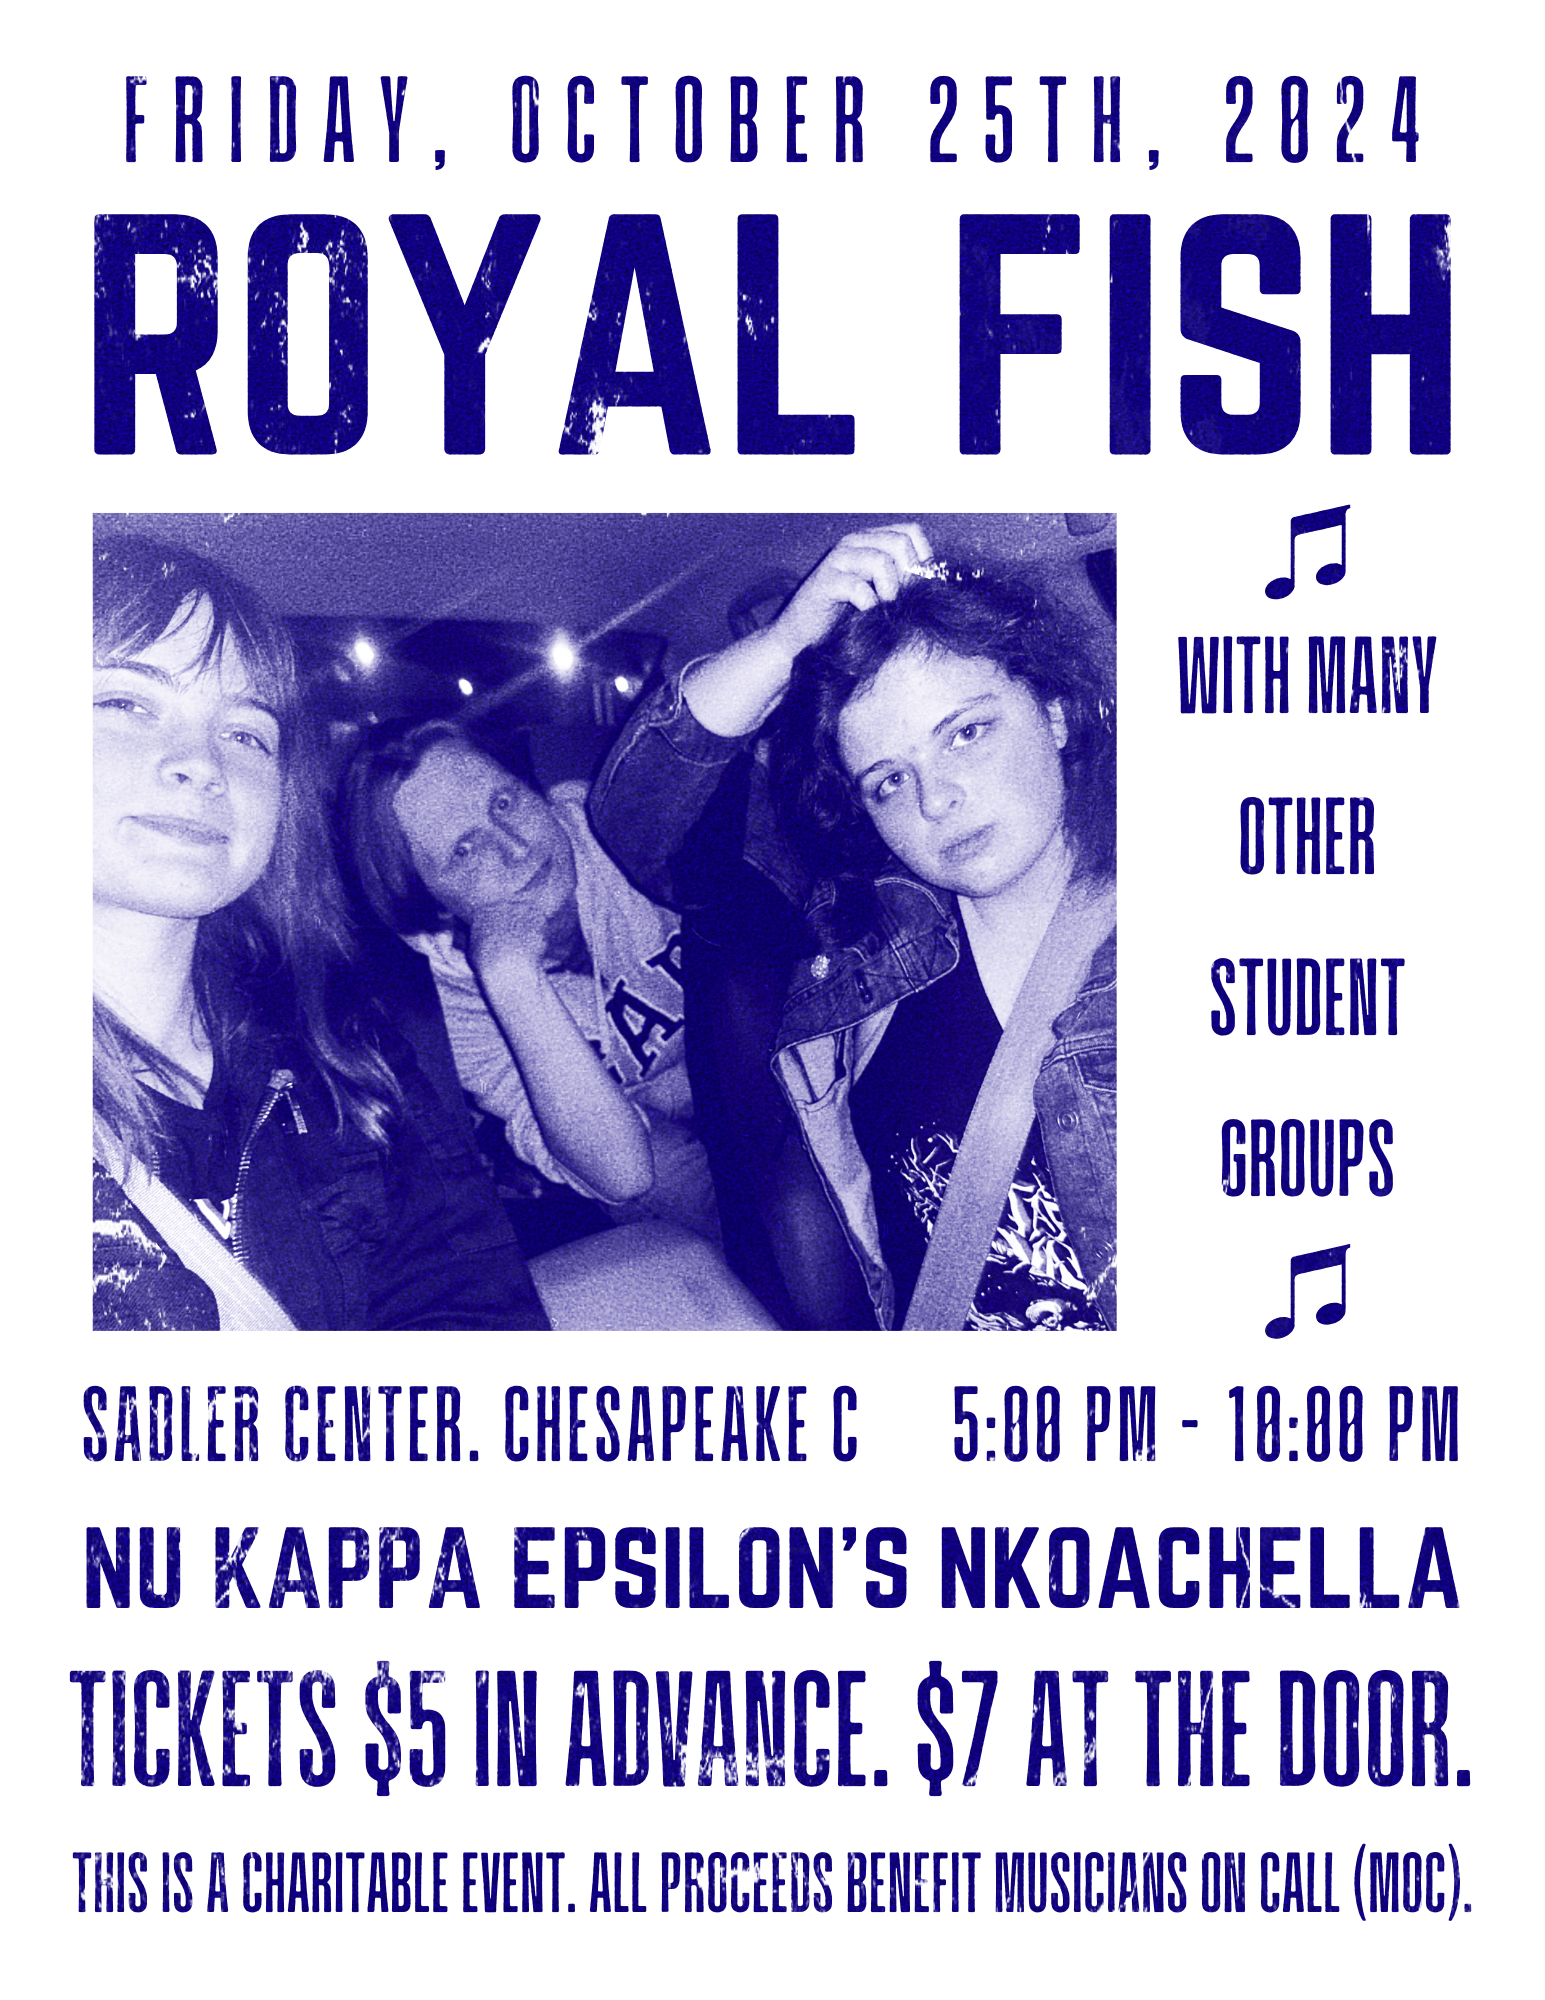 FRIDAY, OCTOBER 25TH, 2024
ROYAL FISH
WITH MANY
OTHER
STUDENT
GROUPS
SADLER CENTER. CHESAPEAKE C 5:00 PM - 10:00 PM
NU KAPPA EPSILON’S NKOACHELLA
TICKETS $5 IN ADVANCE. $7 AT THE DOOR.
THIS IS A CHARITABLE EVENT. ALL PROCEEDS BENEFIT MUSICIANS ON CALL (MOC).